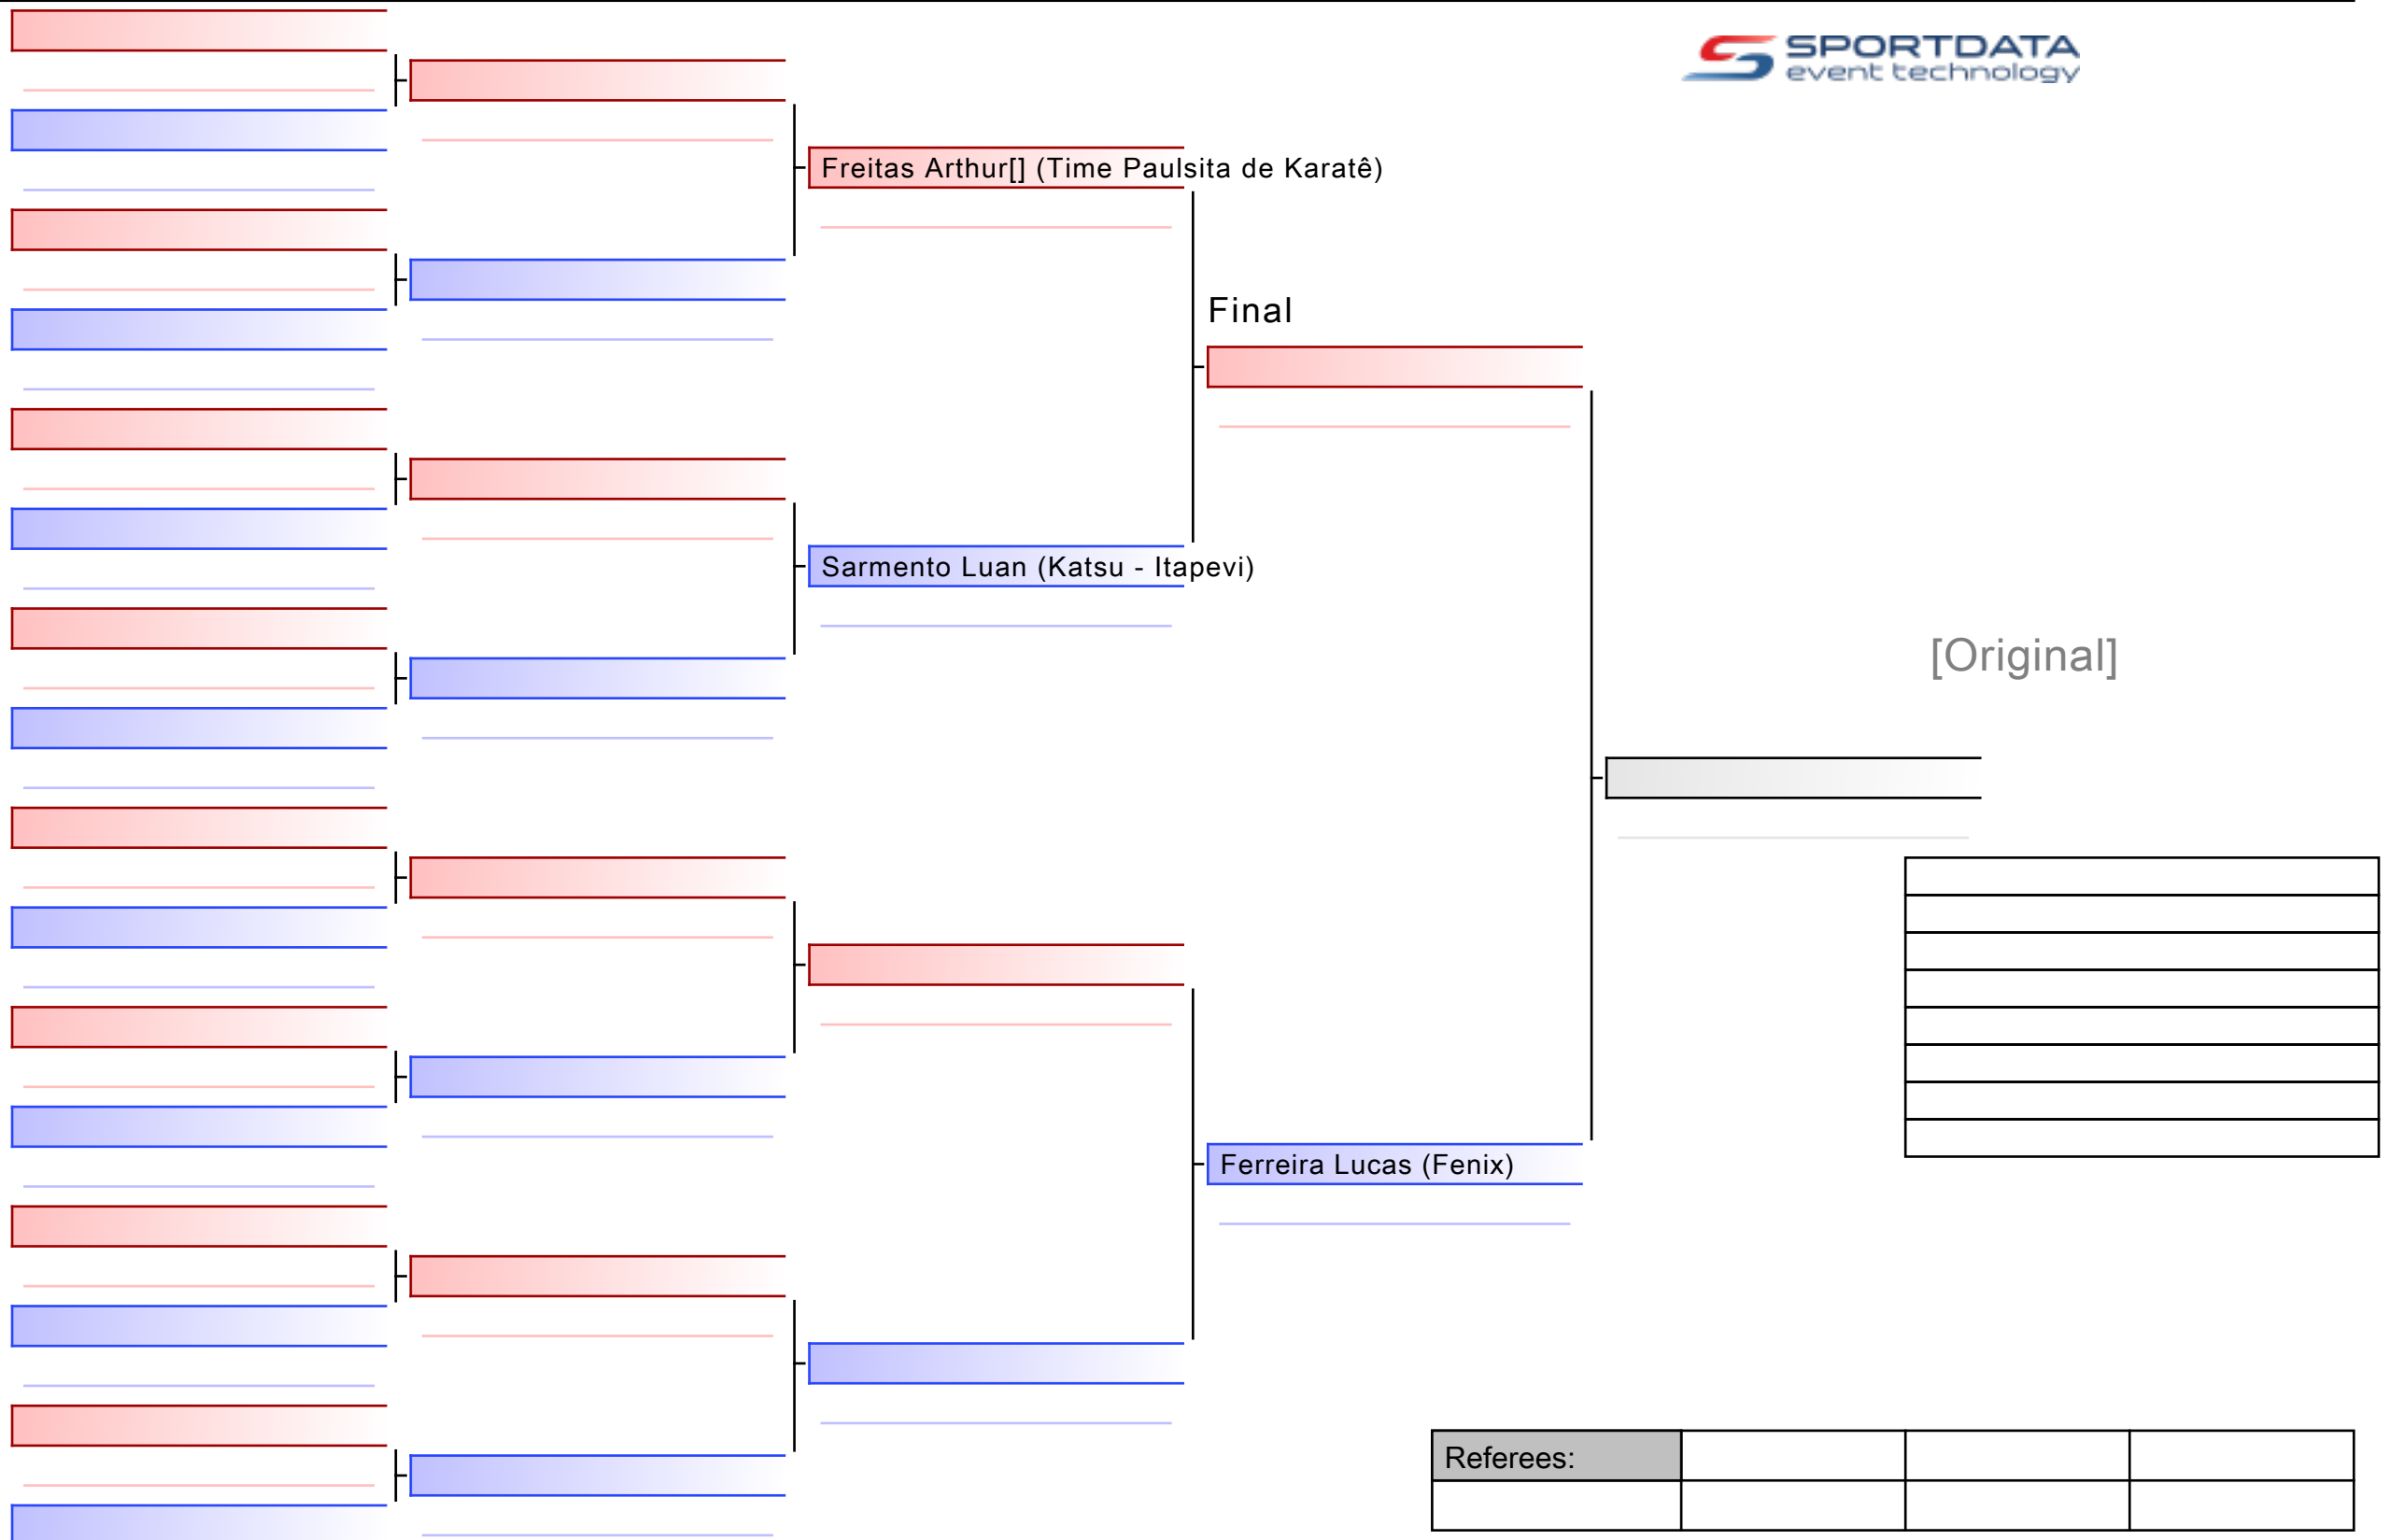 SPORTDATA
event technology
Freitas Arthur[] (Time Paulsita de Karatê)
Final
Sarmento Luan (Katsu - Itapevi)
[Original]
Ferreira Lucas (Fenix)
Referees: